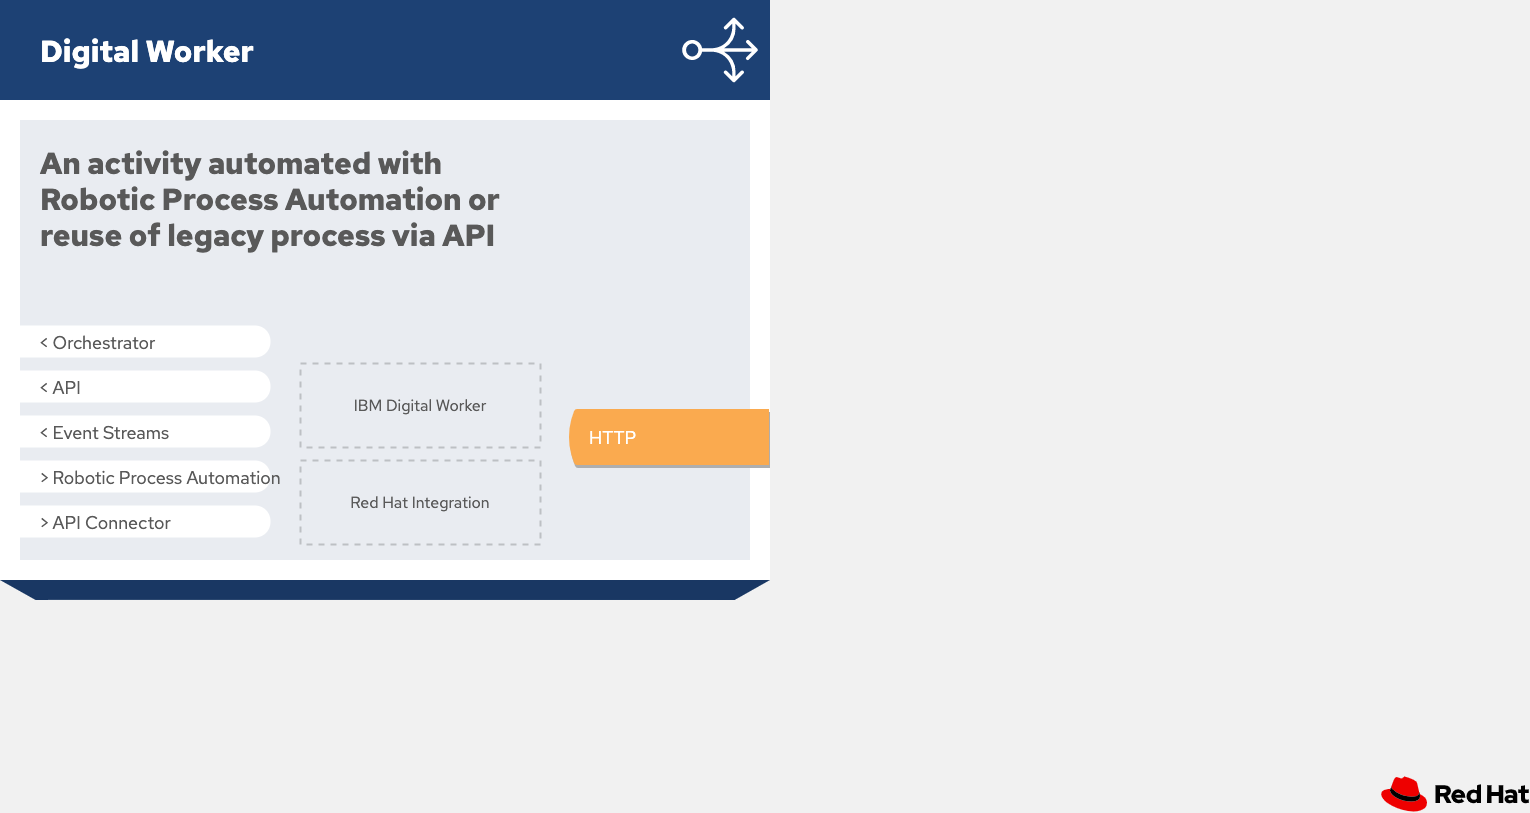 Digital Worker
An activity automated with
Robotic Process Automation or
reuse of legacy process via API
< Orchestrator
< API
< Event Streams
> Robotic Process Automation
> API Connector
IBM Digital Worker
Red Hat Integration
HTTP
Red Hat